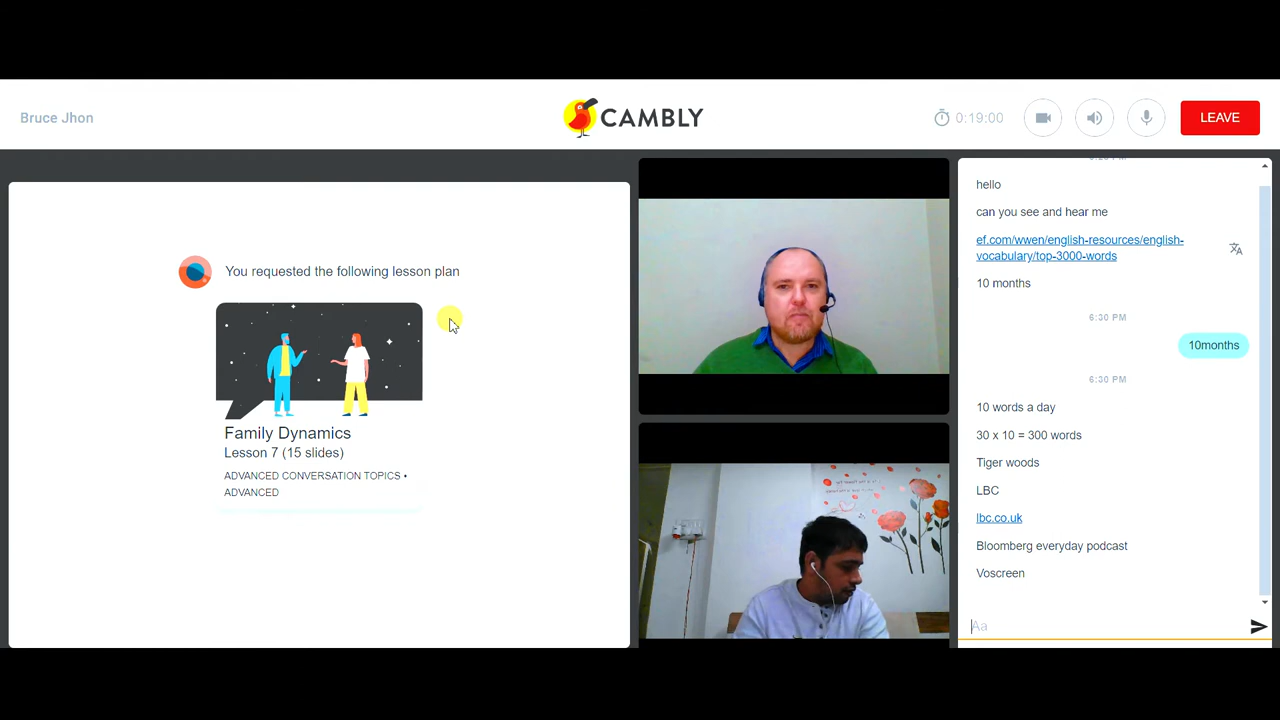 Bruce Jhon
CAMBLY
0:19:00
LEAVE
You requested the following lesson plan
Family Dynamics
Lesson 7 (15 slides)
ADVANCED CONVERSATION TOPICS •
ADVANCED
hello
can you see and hear me
ef.com/wwen/english-resources/english-
vocabulary/top-3000-words
10 months
6:30 PM
10months
6:30 PM
10 words a day
30 x 10 = 300 words
Tiger woods
LBC
lbc.co.uk
Bloomberg everyday podcast
Voscreen
Aa